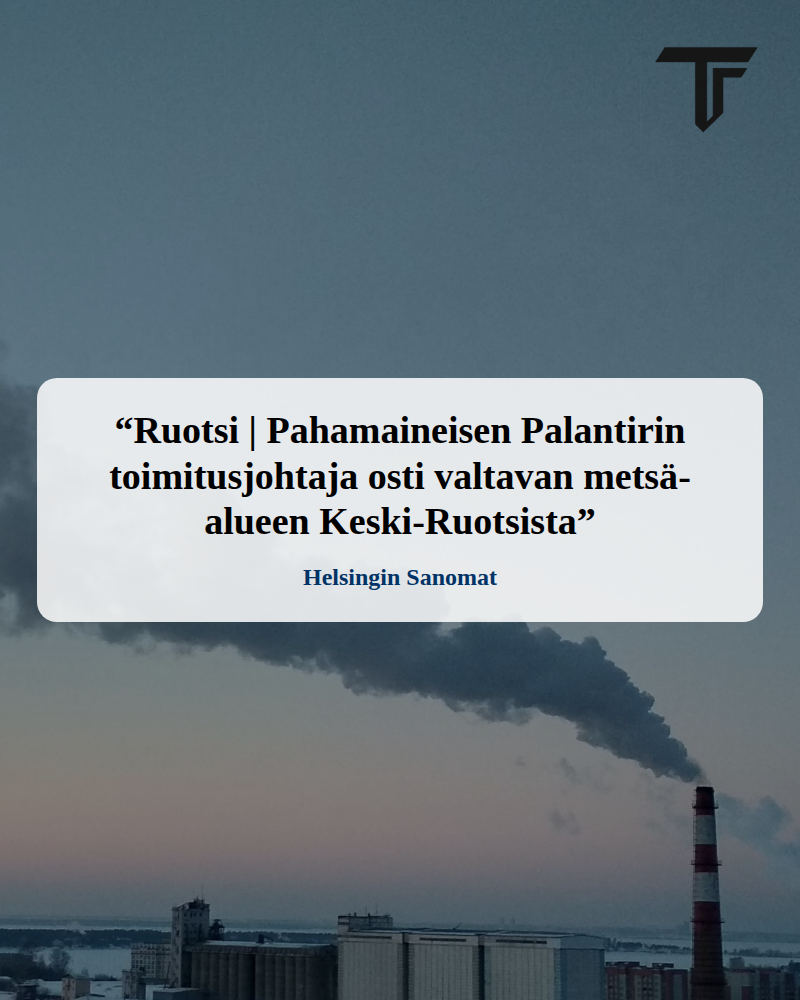 “Ruotsi | Pahamaineisen Palantirin
toimitusjohtaja osti valtavan metsä-
alueen Keski-Ruotsista”
Helsingin Sanomat